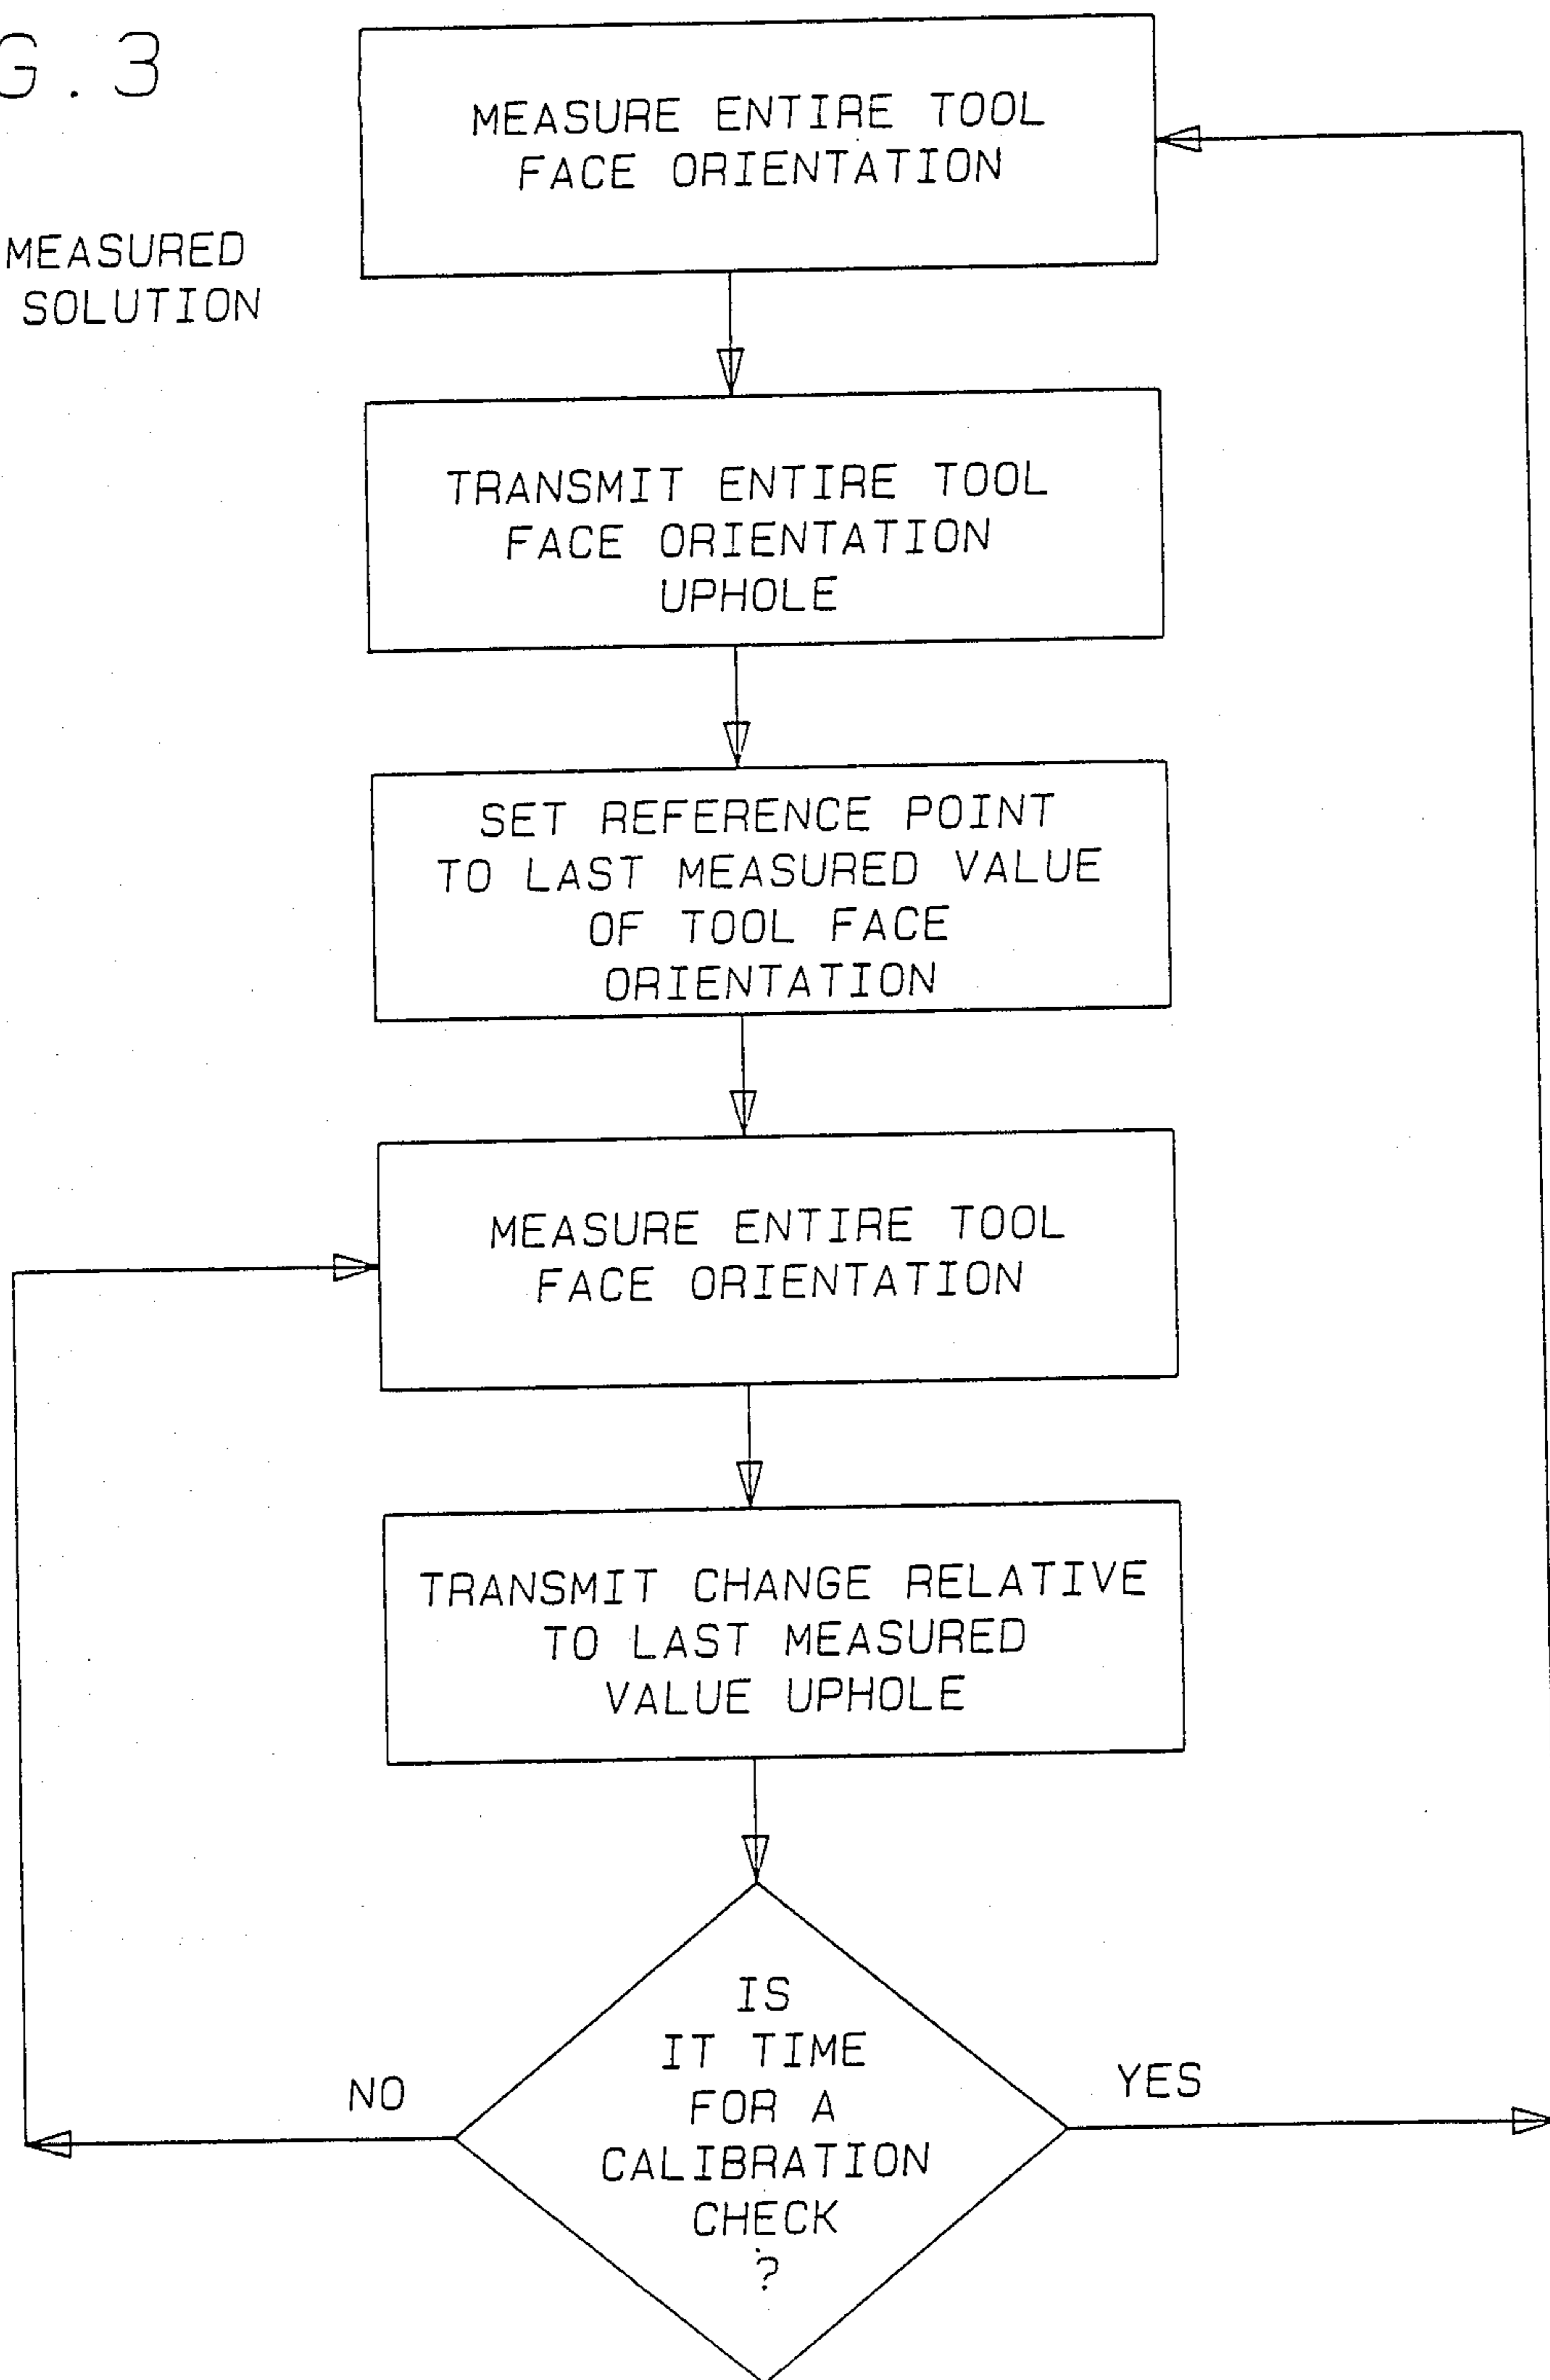 G.3
MEASURED
SOLUTION
MEASURE ENTIRE TOOL
FACE ORIENTATION
TRANSMIT ENTIRE TOOL
FACE ORIENTATION
UPHOLE
SET REFERENCE POINT
TO LAST MEASURED VALUE
OF TOOL FACE
ORIENTATION
MEASURE ENTIRE TOOL
FACE ORIENTATION
TRANSMIT CHANGE RELATIVE
TO LAST MEASURED
VALUE UPHOLE
IS
IT TIME
FOR A
CALIBRATION
CHECK
?
NO
YES